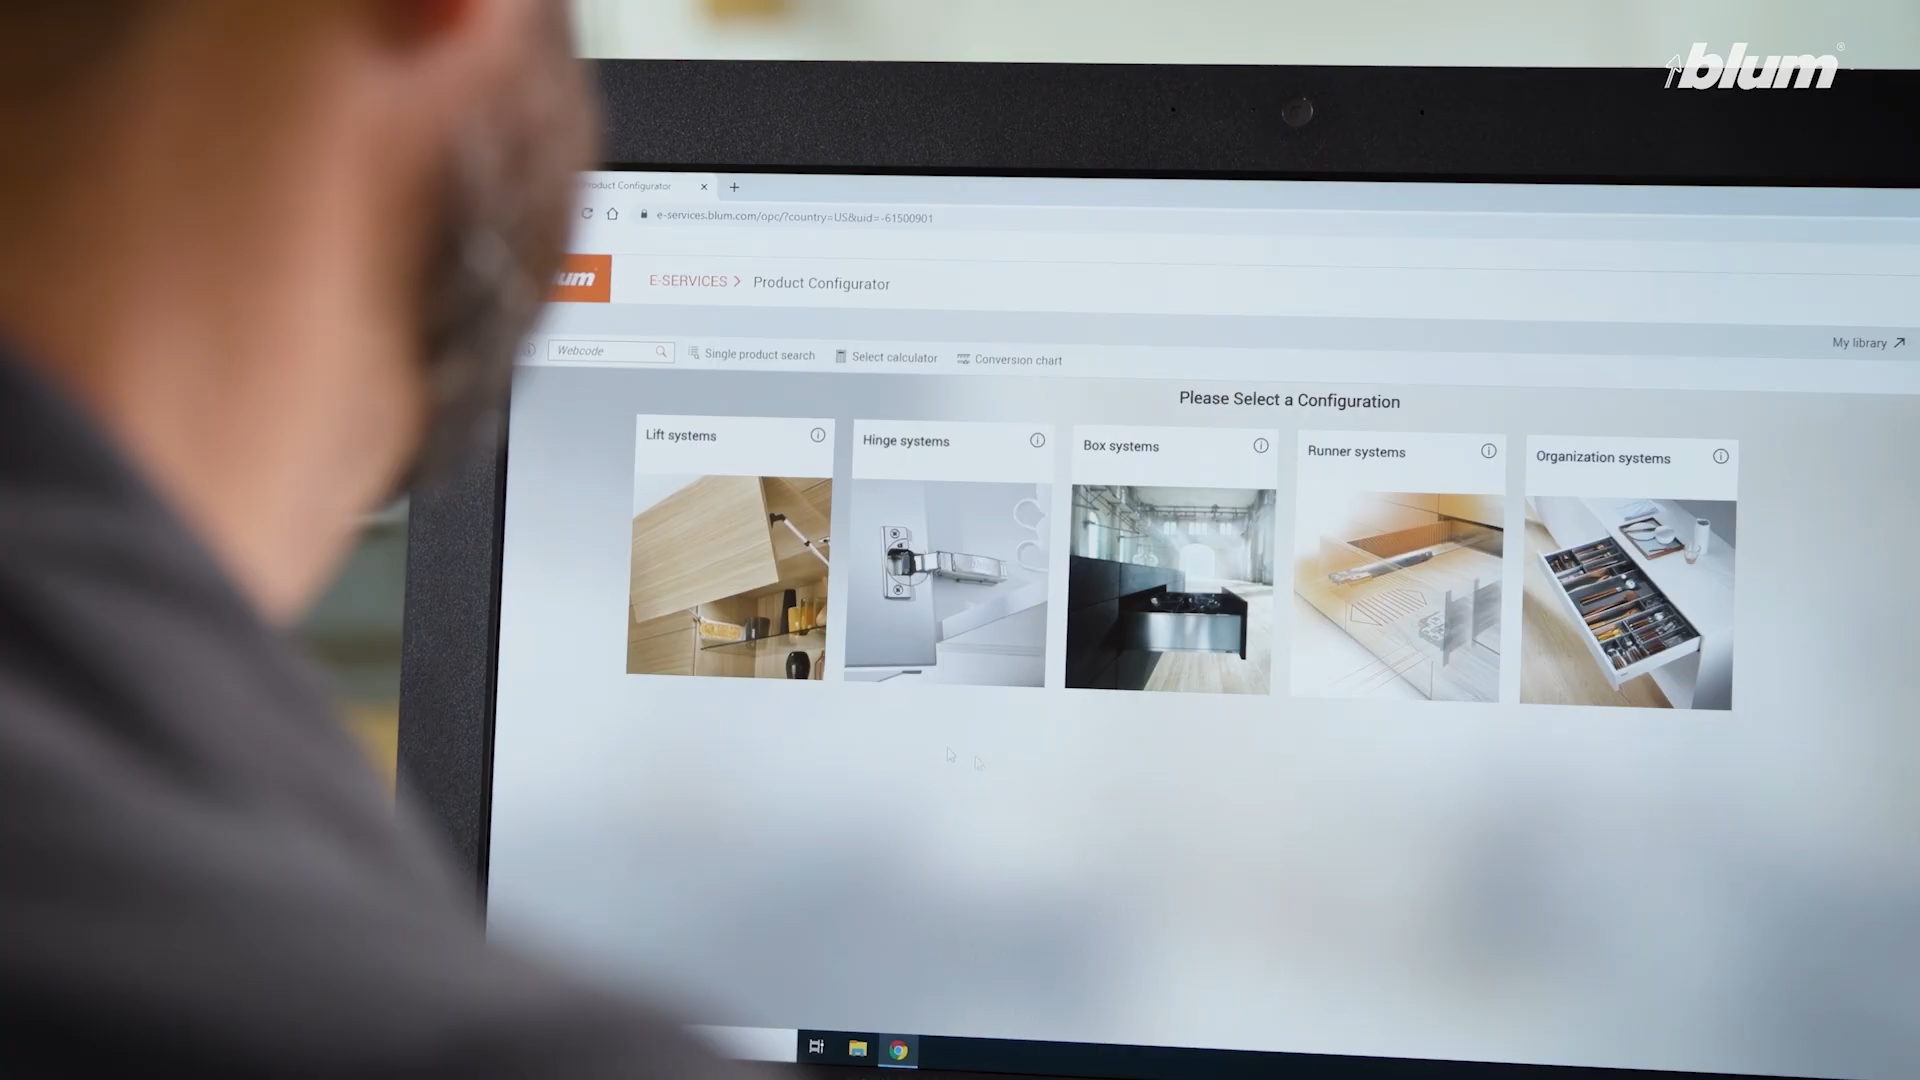 blum®
Product Configurator
e-services.blum.com/opc/?country=US&uid=-61500901
E-SERVICES > Product Configurator
My library
Webcode
Single product search
Select calculator
Conversion chart
Please Select a Configuration
Lift systems
Hinge systems
Box systems
Runner systems
Organization systems